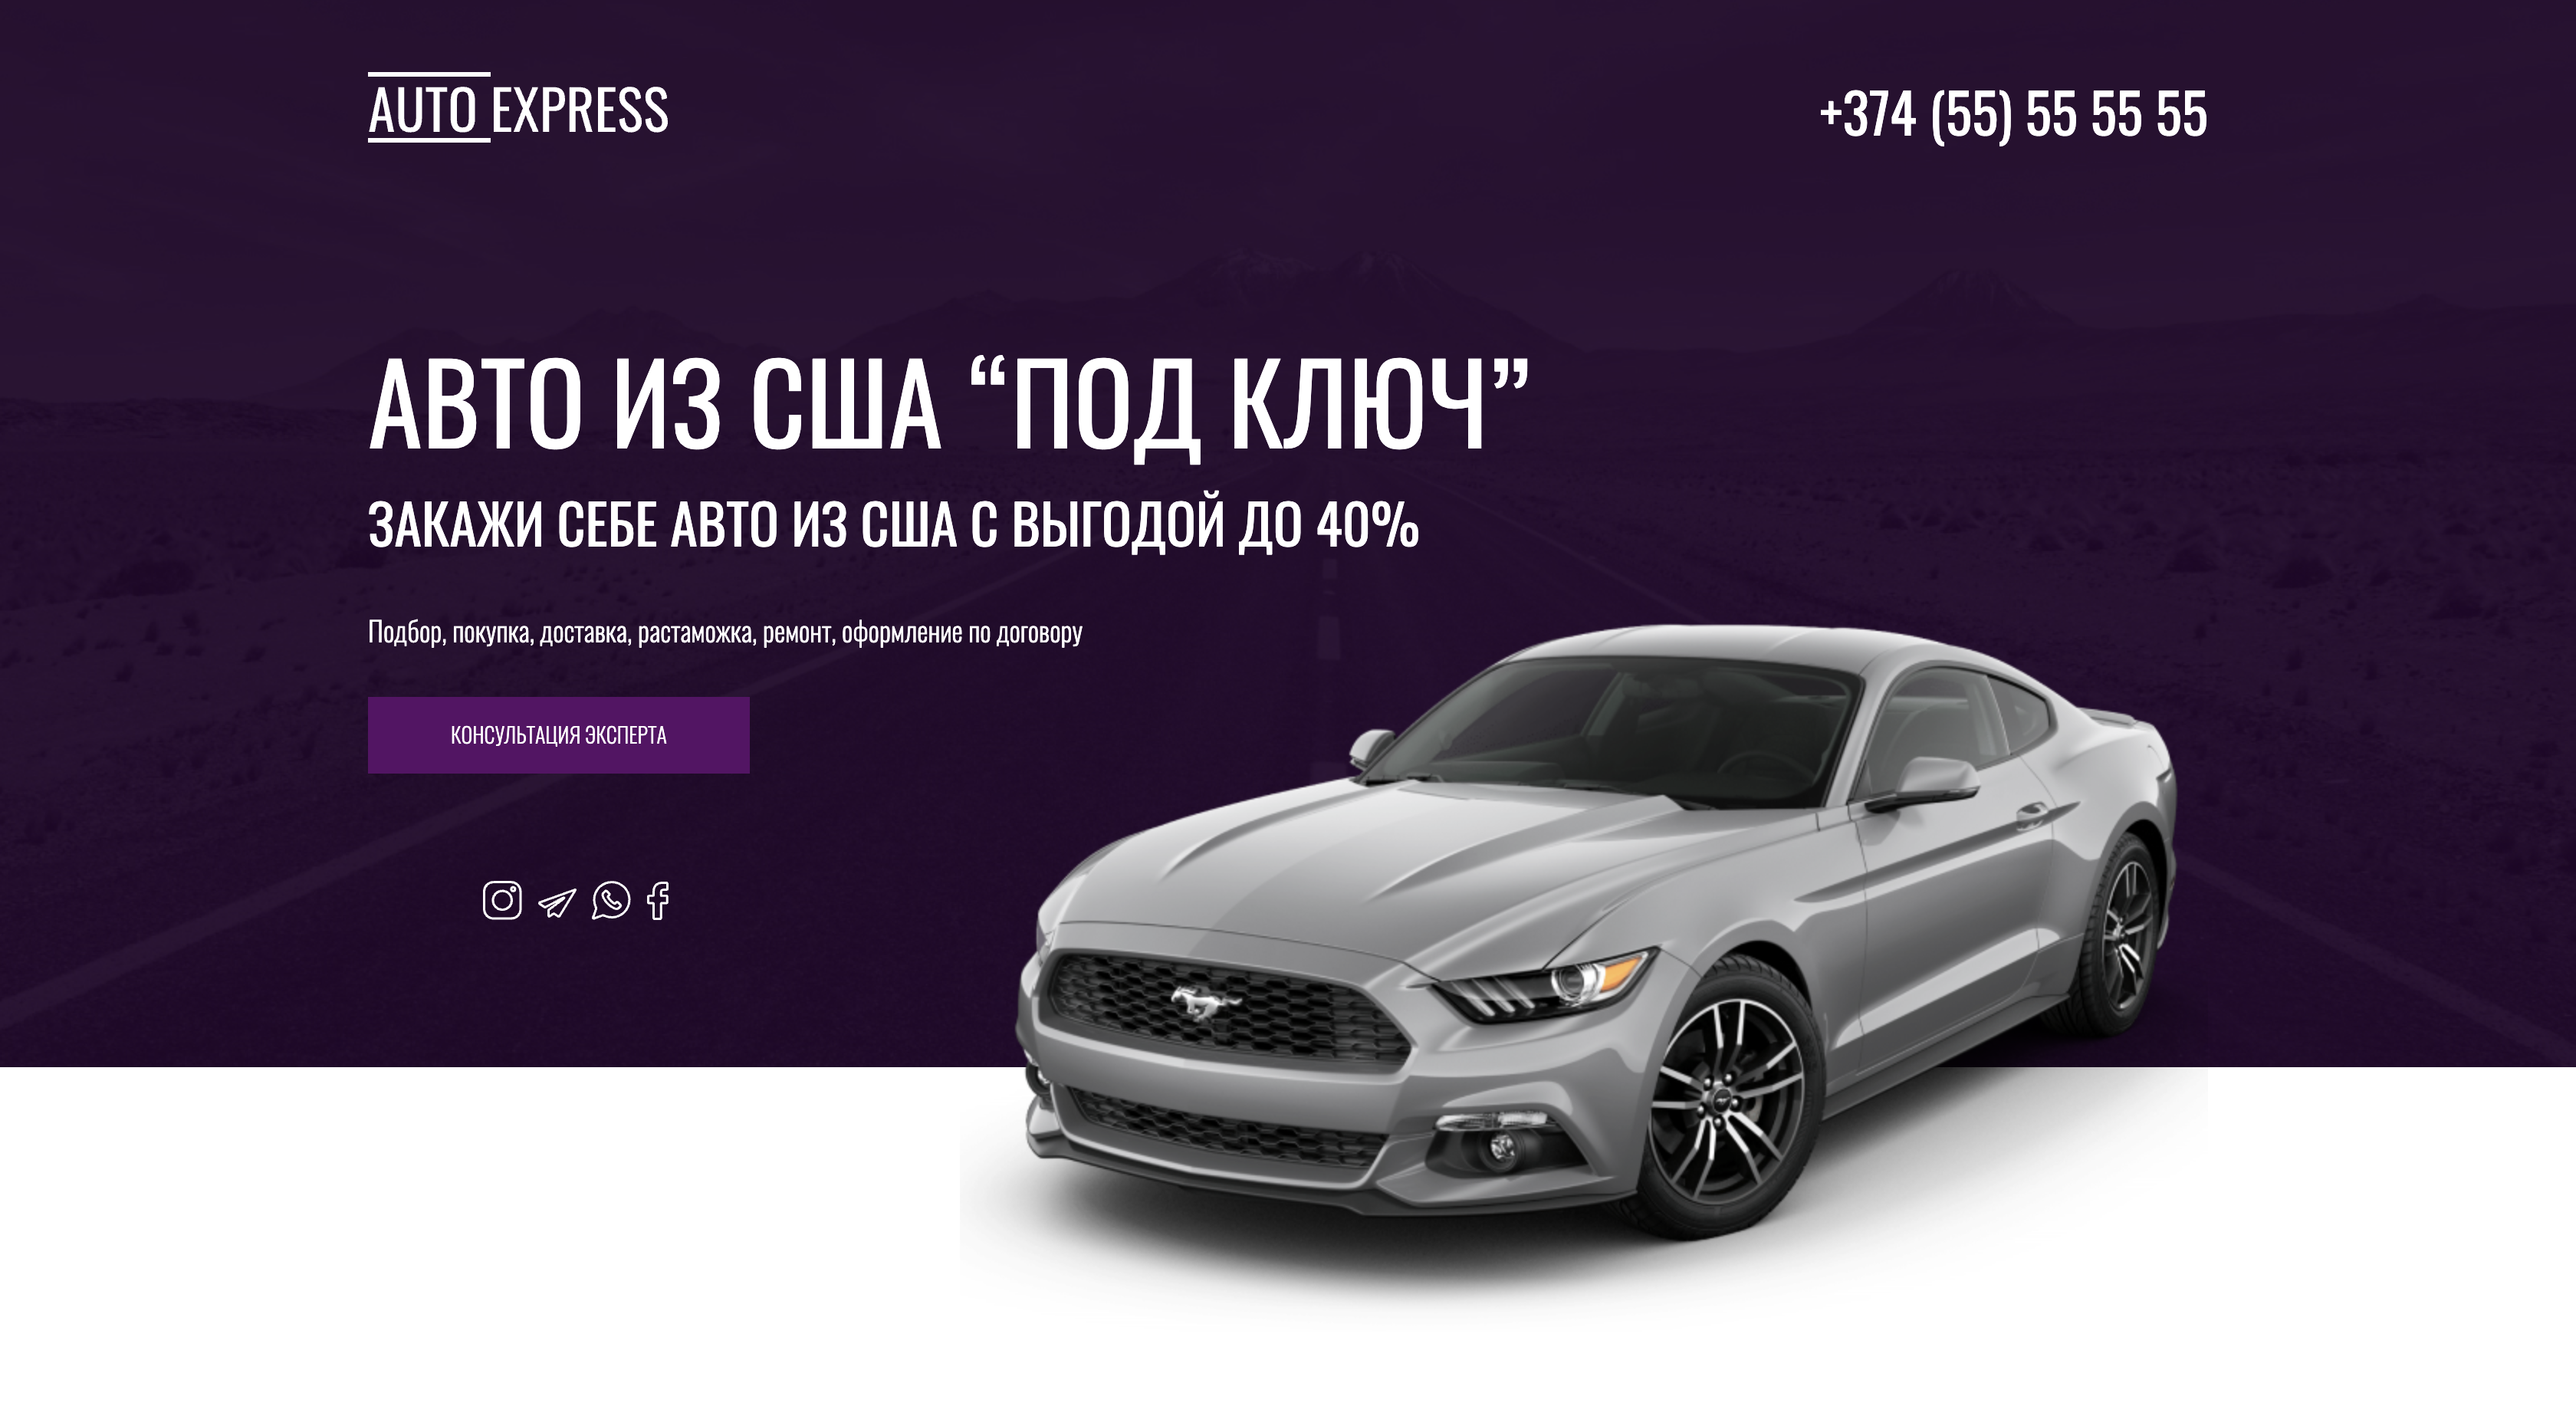 AUTO EXPRESS
+374 (55) 55 55 55
АВТО ИЗ США “ПОД КЛЮЧ”
ЗАКАЖИ СЕБЕ АВТО ИЗ США С ВЫГОДОЙ ДО 40%
Подбор, покупка, доставка, растаможка, ремонт, оформление по договору
КОНСУЛЬТАЦИЯ ЭКСПЕРТА